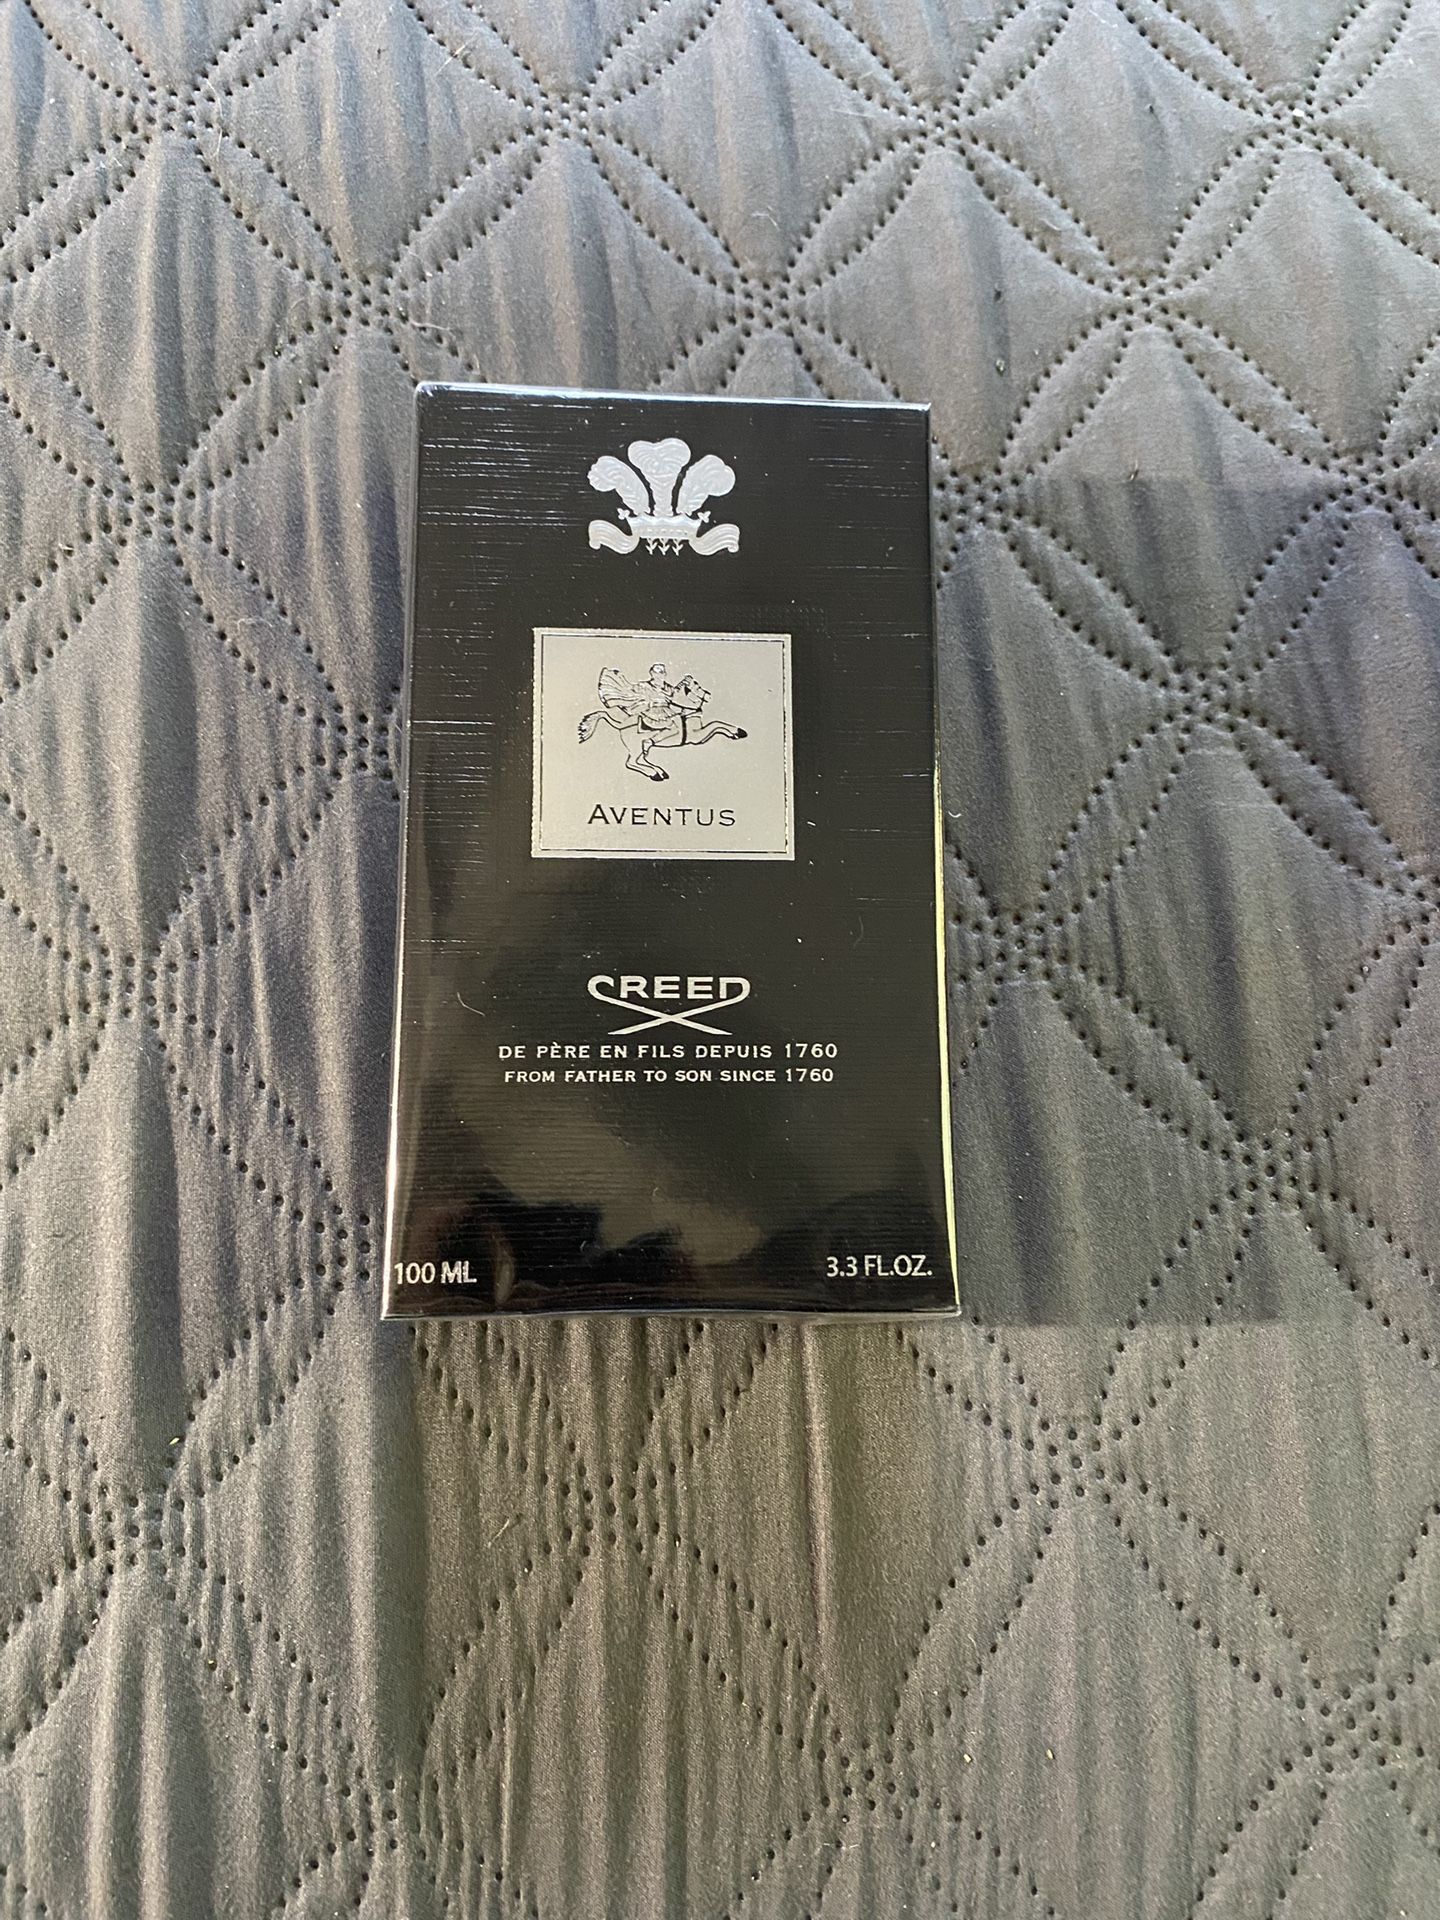 AVENTUS
CREED
DE PÈRE EN FILS DEPUIS 1760
FROM FATHER TO SON SINCE 1760
100 ML 3.3 FL.OZ.